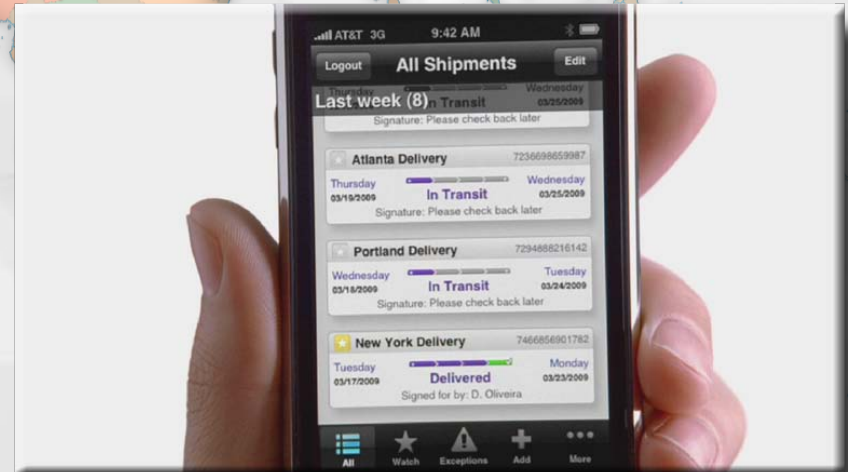 AT&T 3G 9:42 AM
Logout All Shipments Edit
Thursday Wednesday
Last week (8) In Transit 03/25/2009
Signature: Please check back later
Atlanta Delivery 7236698659987
Thursday Wednesday
03/19/2009 In Transit 03/25/2009
Signature: Please check back later
Portland Delivery 7294888216142
Wednesday Tuesday
03/18/2009 In Transit 03/24/2009
Signature: Please check back later
New York Delivery 7466856901782
Tuesday Monday
03/17/2009 Delivered 03/23/2009
Signed for by: D. Oliveira
All Watch Exceptions Add More